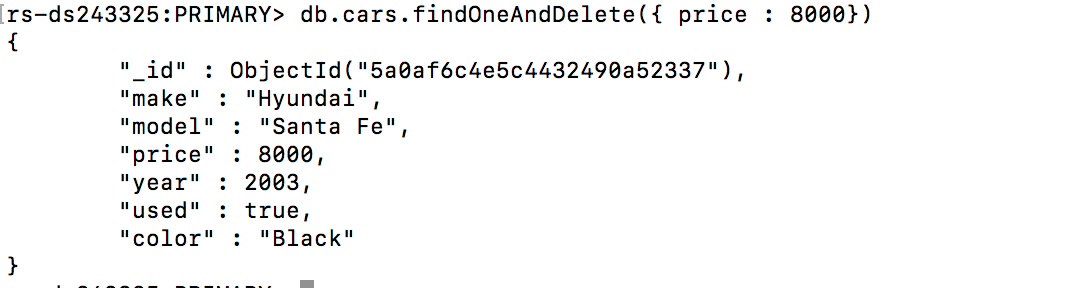 rs-ds243325:PRIMARY> db.cars.findOneAndDelete({ price : 8000})
{
        "_id" : ObjectId("5a0af6c4e5c4432490a52337"),
        "make" : "Hyundai",
        "model" : "Santa Fe",
        "price" : 8000,
        "year" : 2003,
        "used" : true,
        "color" : "Black"
}